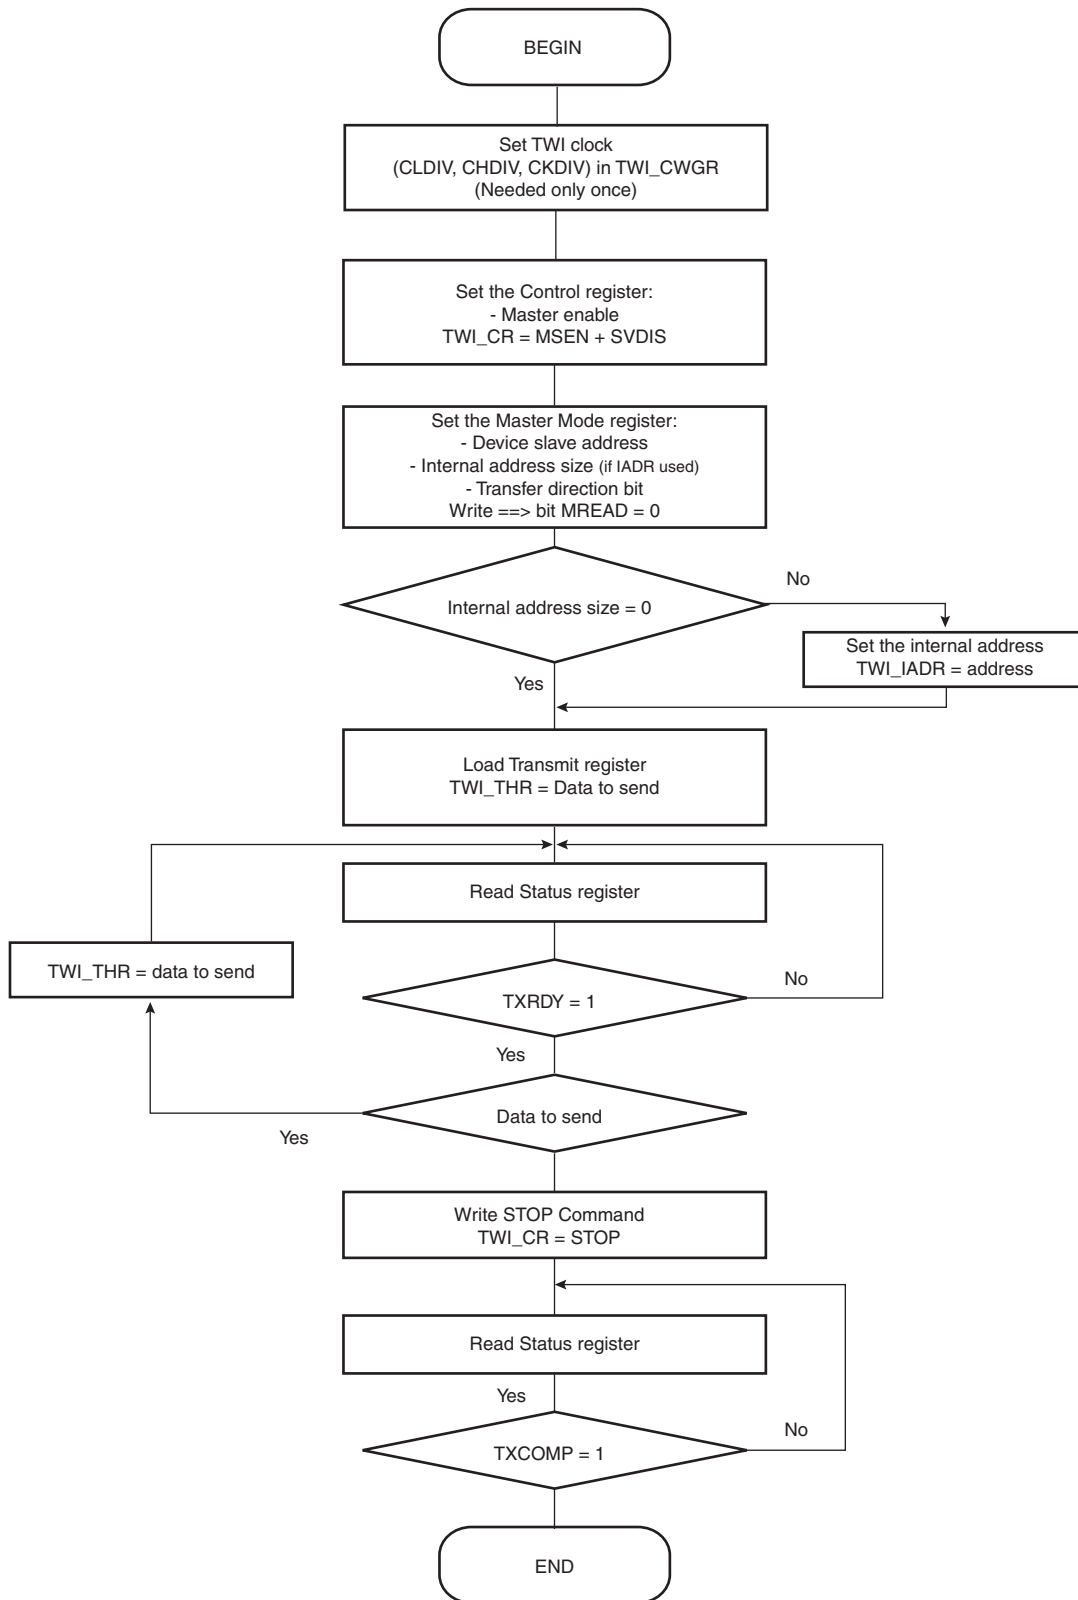 BEGIN
Set TWI clock
(CLDIV, CHDIV, CKDIV) in TWI_CWGR
(Needed only once)
Set the Control register:
- Master enable
TWI_CR = MSEN + SVDIS
Set the Master Mode register:
- Device slave address
- Internal address size (if IADR used)
- Transfer direction bit
Write ==> bit MREAD = 0
No
Internal address size = 0
Set the internal address
TWI_IADR = address
Yes
Load Transmit register
TWI_THR = Data to send
Read Status register
TWI_THR = data to send
No
TXRDY = 1
Yes
Data to send
Yes
Write STOP Command
TWI_CR = STOP
Read Status register
Yes
No
TXCOMP = 1
END